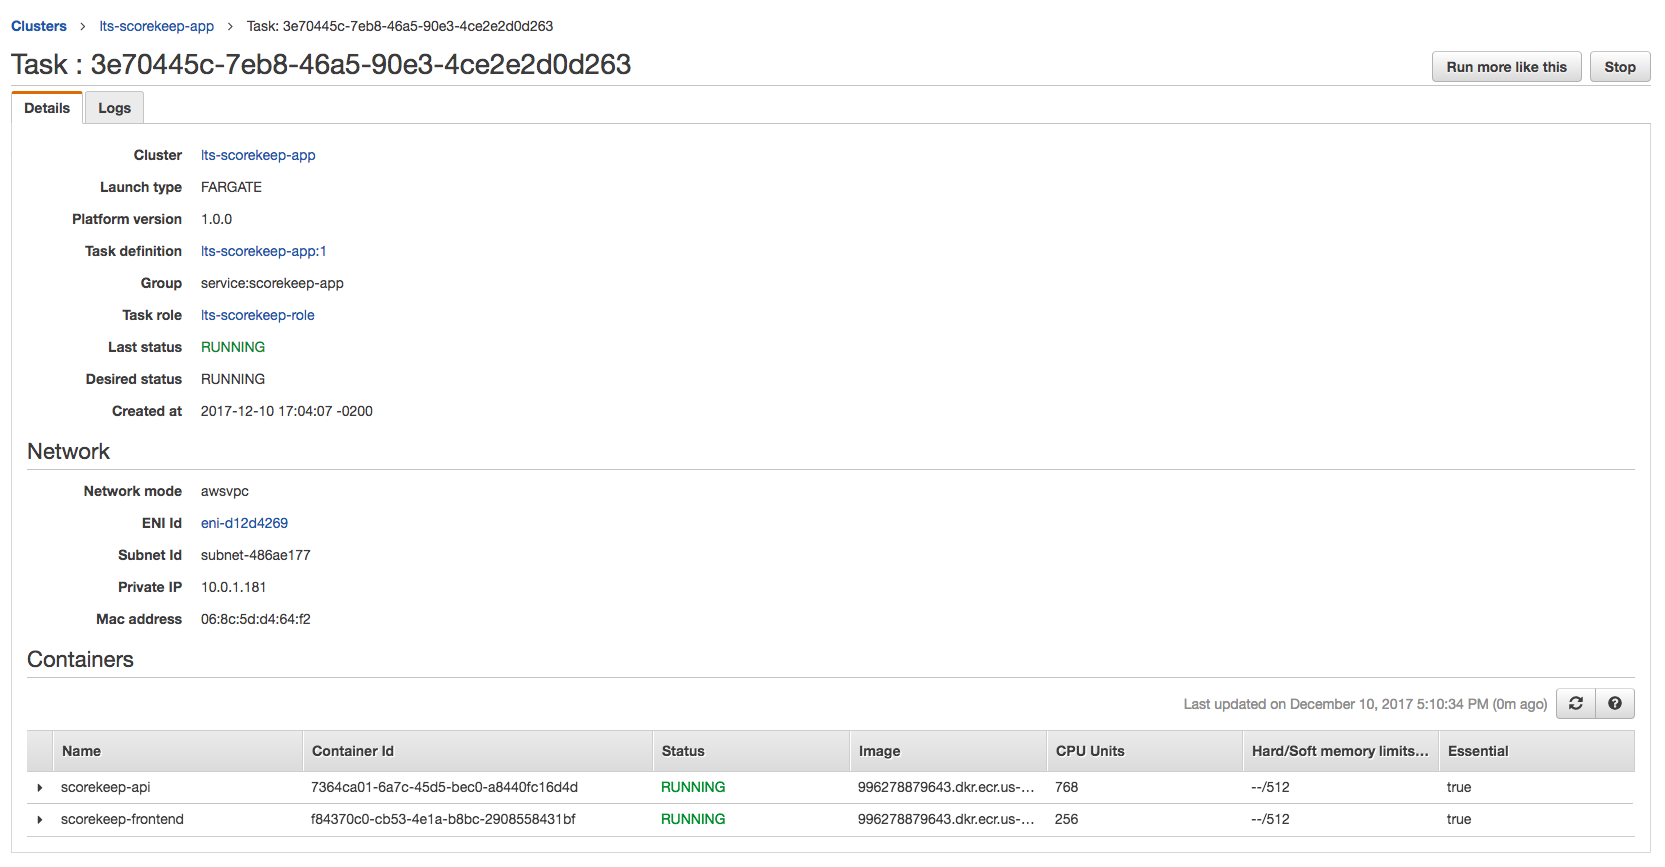 Clusters > lts-scorekeep-app > Task: 3e70445c-7eb8-46a5-90e3-4ce2e2d0d263
Task : 3e70445c-7eb8-46a5-90e3-4ce2e2d0d263
Run more like this Stop
Details Logs
Cluster lts-scorekeep-app
Launch type FARGATE
Platform version 1.0.0
Task definition lts-scorekeep-app:1
Group service:scorekeep-app
Task role lts-scorekeep-role
Last status RUNNING
Desired status RUNNING
Created at 2017-12-10 17:04:07 -0200
Network
Network mode awsvpc
ENI Id eni-d12d4269
Subnet Id subnet-486ae177
Private IP 10.0.1.181
Mac address 06:8c:5d:d4:64:f2
Containers
Last updated on December 10, 2017 5:10:34 PM (0m ago)
Name Container Id Status Image CPU Units Hard/Soft memory limits... Essential
scorekeep-api 7364ca01-6a7c-45d5-bec0-a8440fc16d4d RUNNING 996278879643.dkr.ecr.us-... 768 --/512 true
scorekeep-frontend f84370c0-cb53-4e1a-b8bc-2908558431bf RUNNING 996278879643.dkr.ecr.us-... 256 --/512 true